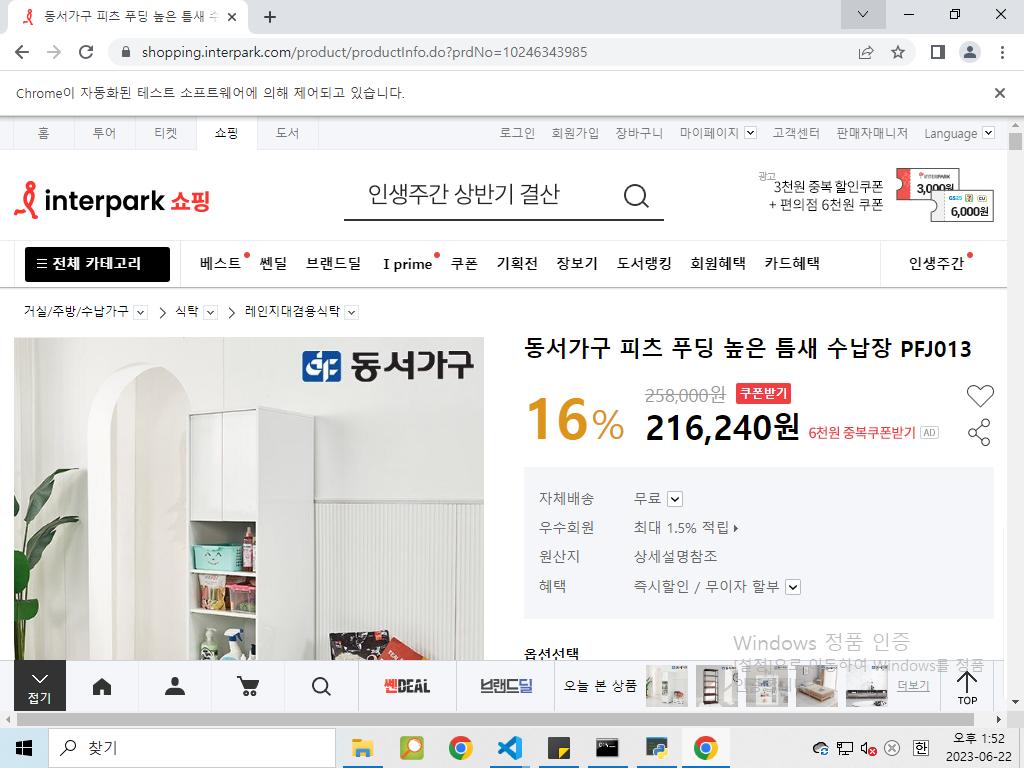 동서가구 피츠 푸딩 높은 틈새 수
shopping.interpark.com/product/productInfo.do?prdNo=10246343985
Chrome이 자동화된 테스트 소프트웨어에 의해 제어되고 있습니다.
홈 투어 티켓 쇼핑 도서 로그인 회원가입 장바구니 마이페이지 고객센터 판매자매니저 Language
interpark 쇼핑
인생주간 상반기 결산
광고
3천원 중복 할인쿠폰
+ 편의점 6천원 쿠폰
INTERPARK
3,000원
GS25 CU
6,000원
전체 카테고리 베스트 쎈딜 브랜드딜 I prime 쿠폰 기획전 장보기 도서랭킹 회원혜택 카드혜택 인생주간
거실/주방/수납가구 식탁 레인지대겸용식탁
동서가구
동서가구 피츠 푸딩 높은 틈새 수납장 PFJ013
16%
258,000원 쿠폰받기
216,240원 6천원 중복쿠폰받기 AD
자체배송 무료
우수회원 최대 1.5% 적립
원산지 상세설명참조
혜택 즉시할인 / 무이자 할부
옵션선택
Windows 정품 인증
[설정]으로 이동하여 Windows를 정품
접기
쎈DEAL
브랜드딜
오늘 본 상품
더보기
TOP
찾기
한
오후 1:52
2023-06-22